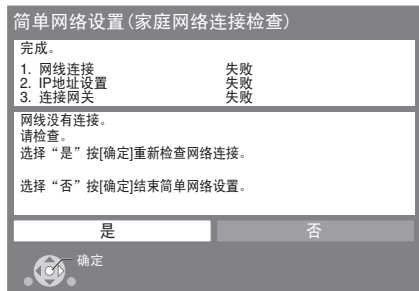 简单网络设置(家庭网络连接检查)
完成。
1. 网线连接 失败
2. IP地址设置 失败
3. 连接网关 失败
网线没有连接。
请检查。
选择“是”按[确定]重新检查网络连接。
选择“否”按[确定]结束简单网络设置。
是 否
确定